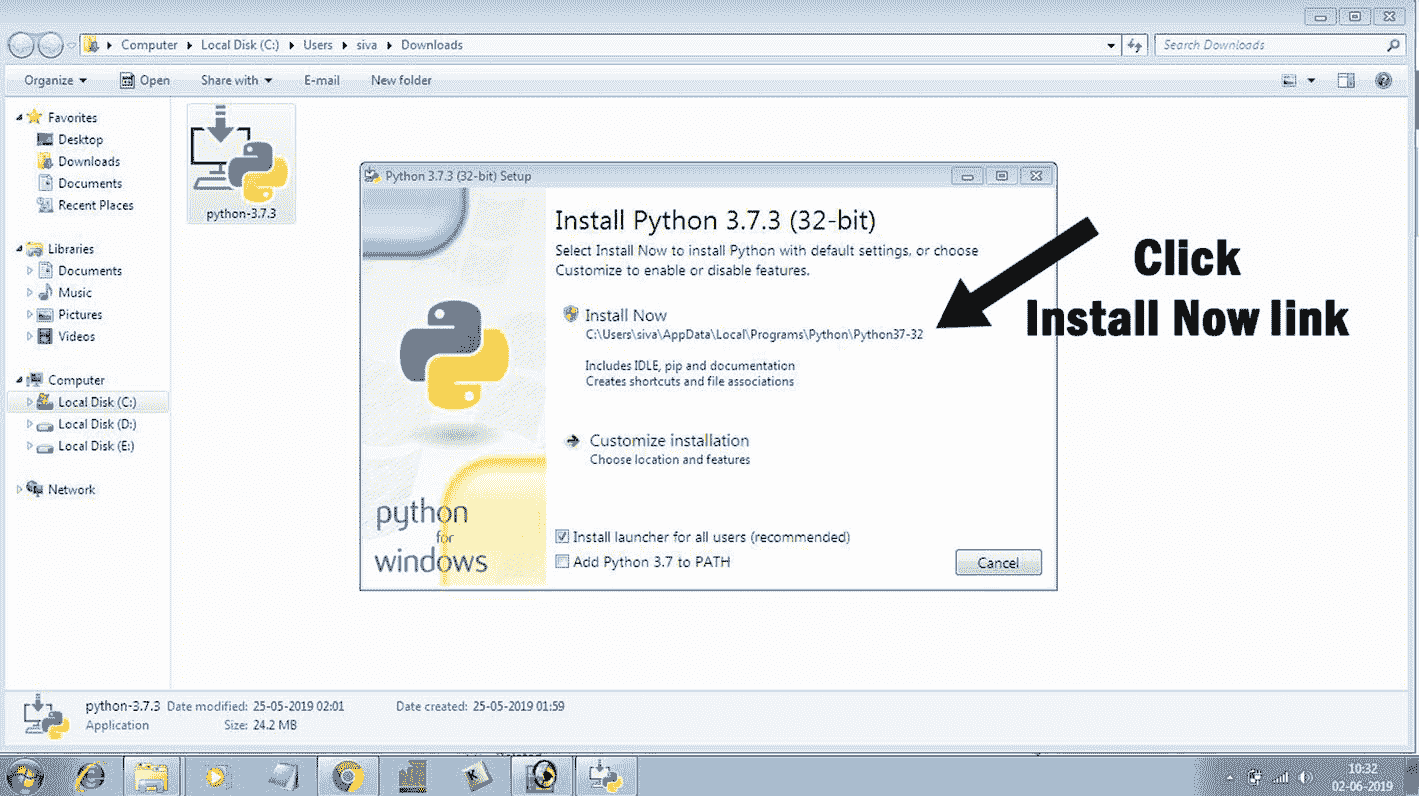 Computer Local Disk (C:) Users siva Downloads
Search Downloads
Organize Open Share with E-mail New folder
Favorites
Desktop
Downloads
Documents
Recent Places
Libraries
Documents
Music
Pictures
Videos
Computer
Local Disk (C:)
Local Disk (D:)
Local Disk (E:)
Network
python-3.7.3
Python 3.7.3 (32-bit) Setup
Install Python 3.7.3 (32-bit)
Select Install Now to install Python with default settings, or choose
Customize to enable or disable features.
Install Now
C:\Users\siva\AppData\Local\Programs\Python\Python37-32
Includes IDLE, pip and documentation
Creates shortcuts and file associations
Customize installation
Choose location and features
python
for
windows
Install launcher for all users (recommended)
Add Python 3.7 to PATH
Cancel
Click
Install Now link
python-3.7.3 Date modified: 25-05-2019 02:01 Date created: 25-05-2019 01:59
Application Size: 24.2 MB
10:32
02-06-2019